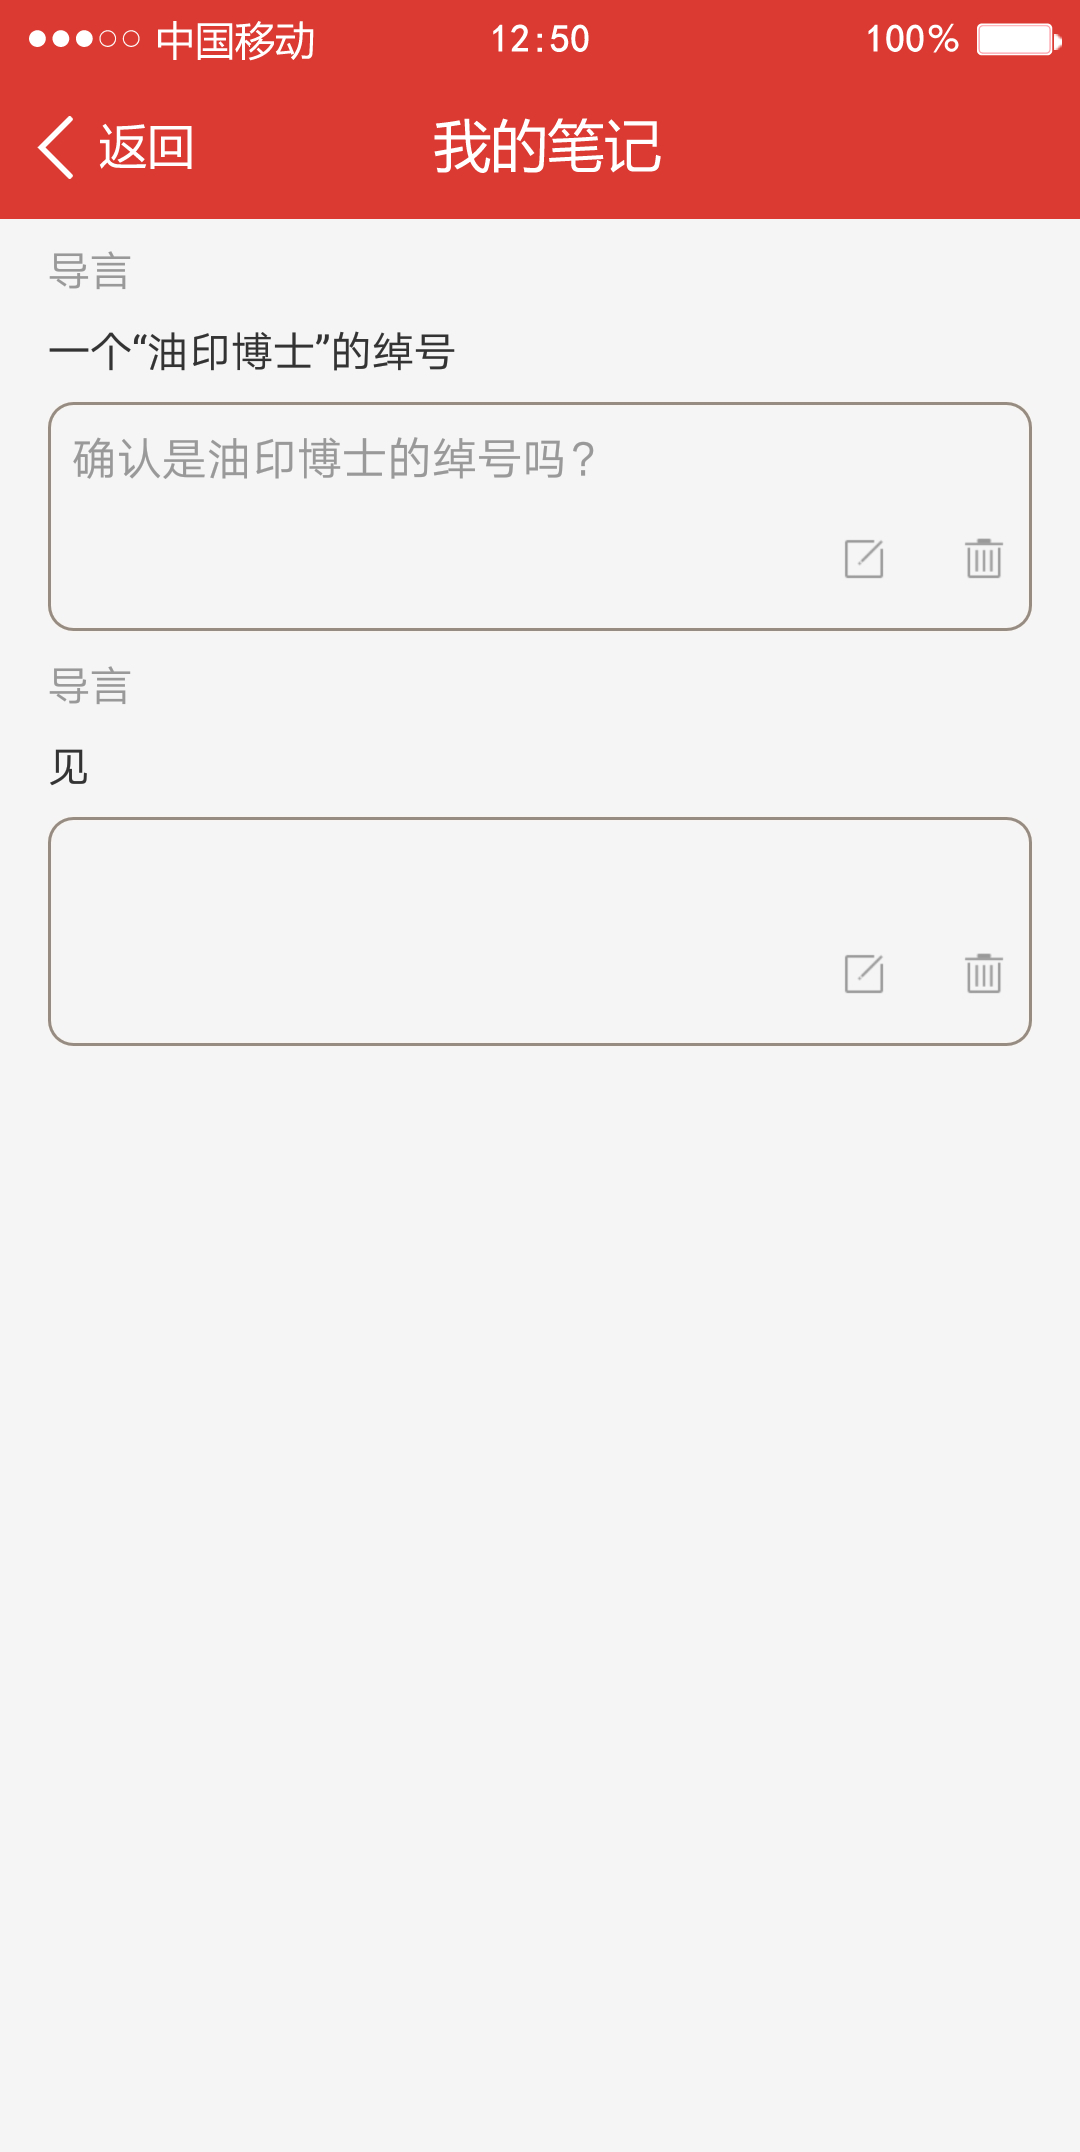 中国移动 12:50 100%
返回 我的笔记
导言
一个“油印博士”的绰号
确认是油印博士的绰号吗?
导言
见